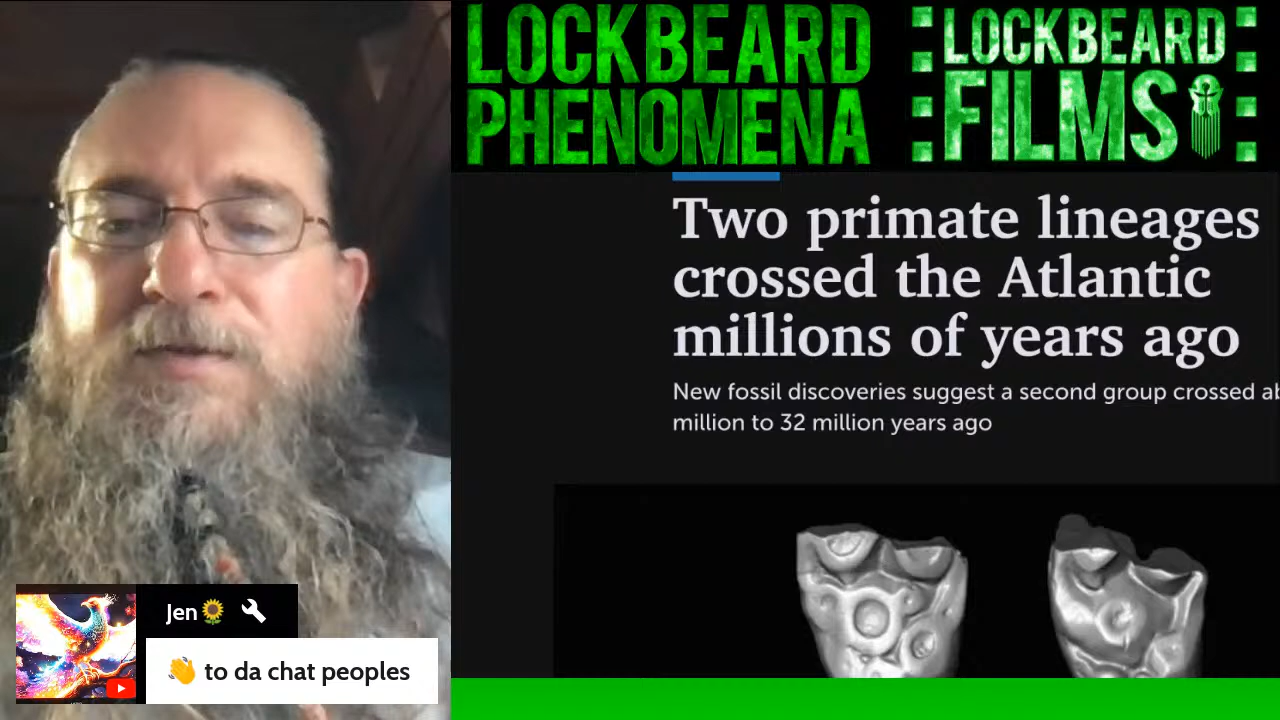 LOCKBEARD
PHENOMENA
LOCKBEARD
FILMS
Two primate lineages
crossed the Atlantic
millions of years ago
New fossil discoveries suggest a second group crossed
million to 32 million years ago
Jen🌻
👋 to da chat peoples